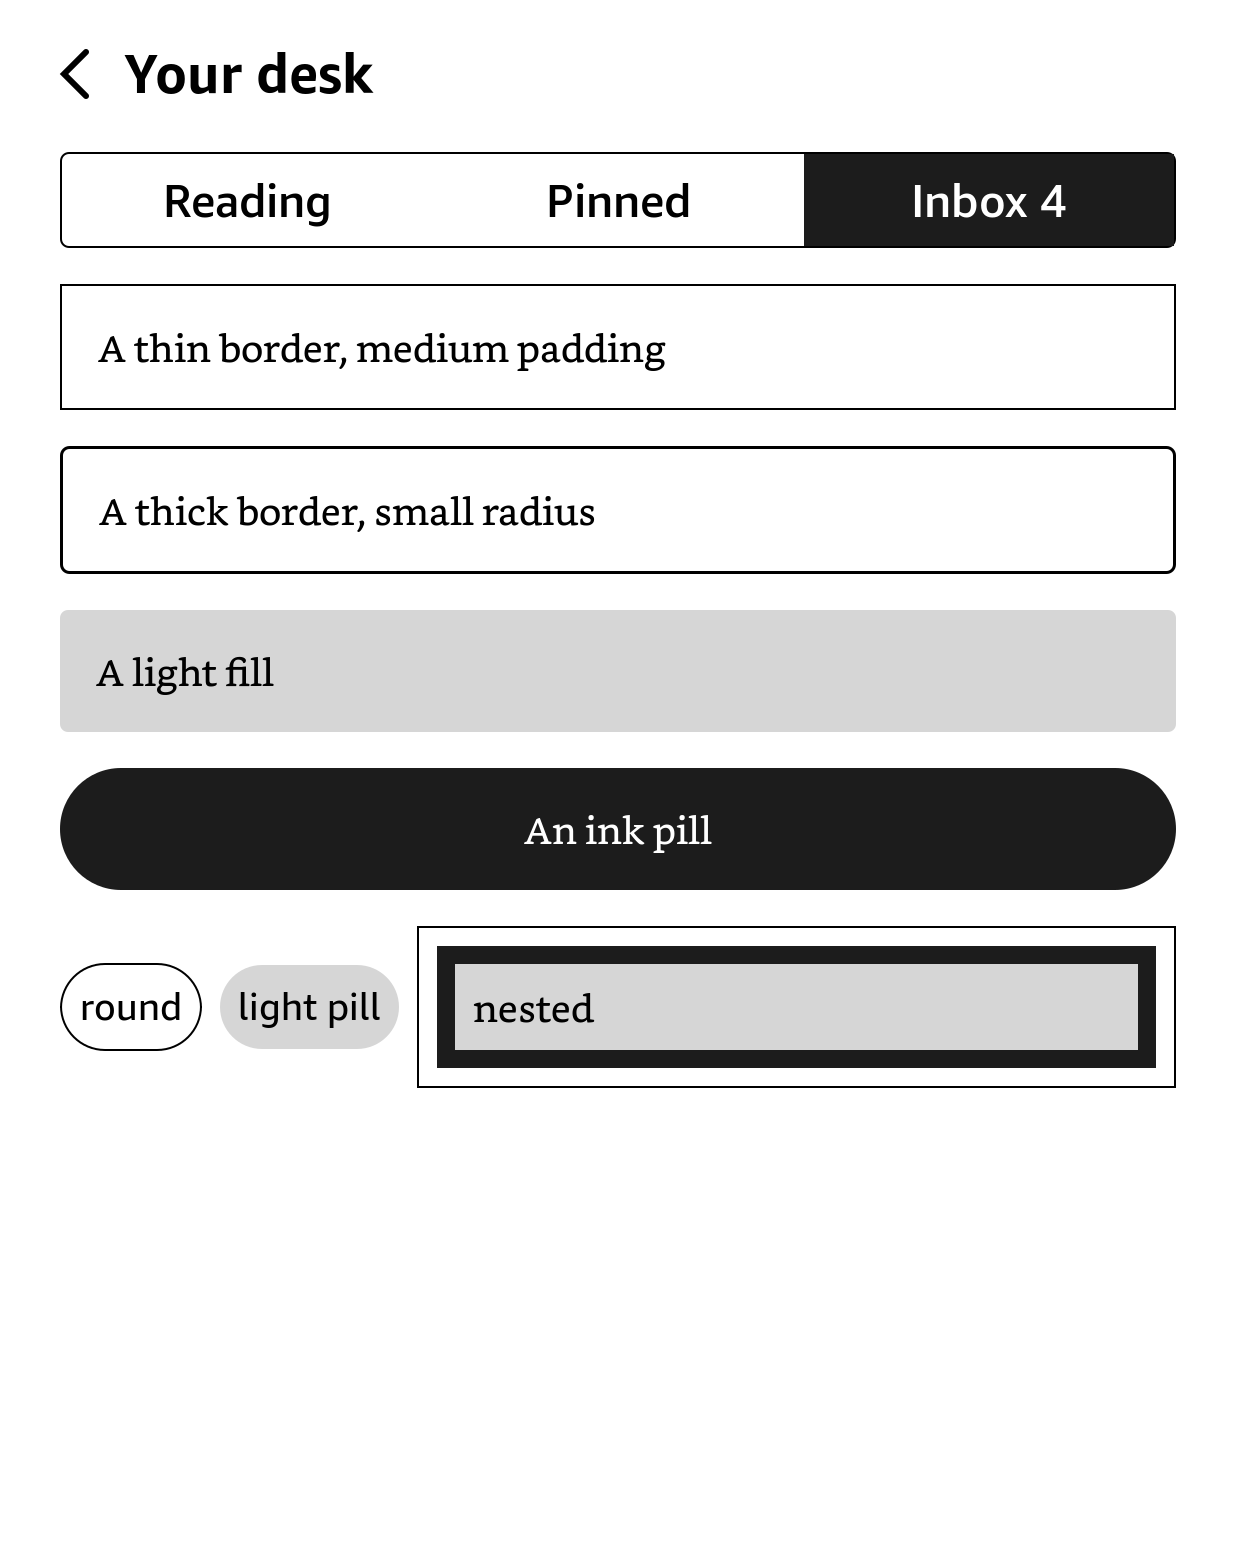 Your desk
Reading Pinned Inbox 4
A thin border, medium padding
A thick border, small radius
A light fill
An ink pill
round light pill nested